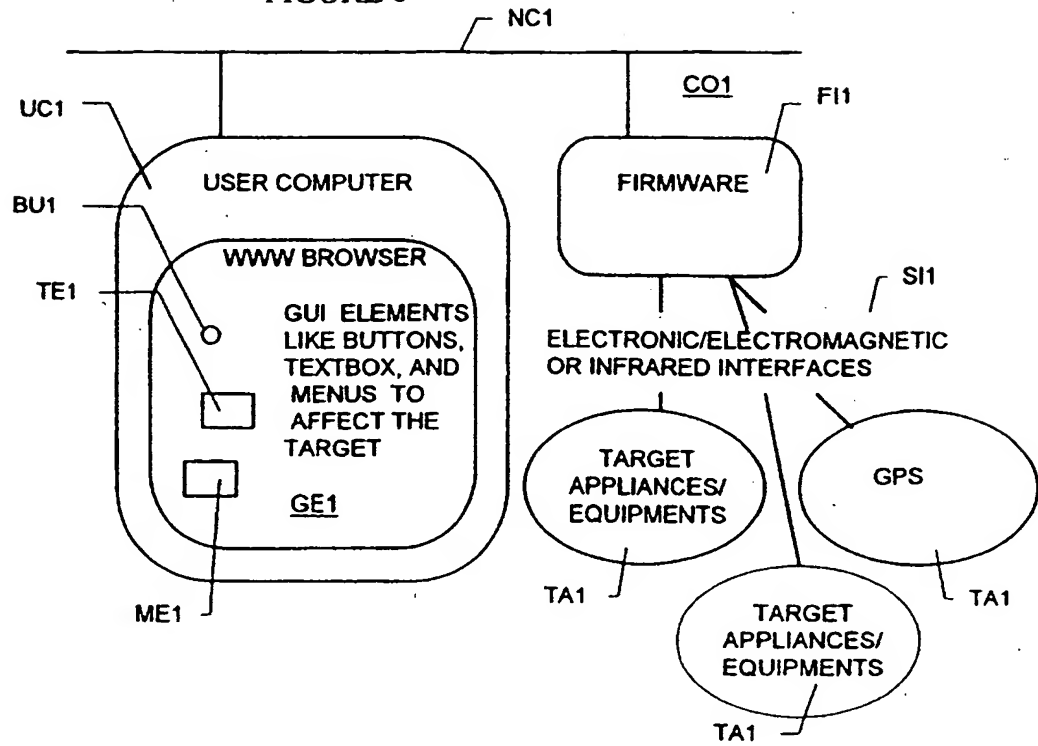 NC1
CO1
UC1
FI1
USER COMPUTER
FIRMWARE
BU1
WWW BROWSER
TE1
SI1
GUI ELEMENTS
LIKE BUTTONS,
TEXTBOX, AND
MENUS TO
AFFECT THE
TARGET
ELECTRONIC/ELECTROMAGNETIC
OR INFRARED INTERFACES
GE1
TARGET
APPLIANCES/
EQUIPMENTS
GPS
ME1
TA1
TA1
TARGET
APPLIANCES/
EQUIPMENTS
TA1